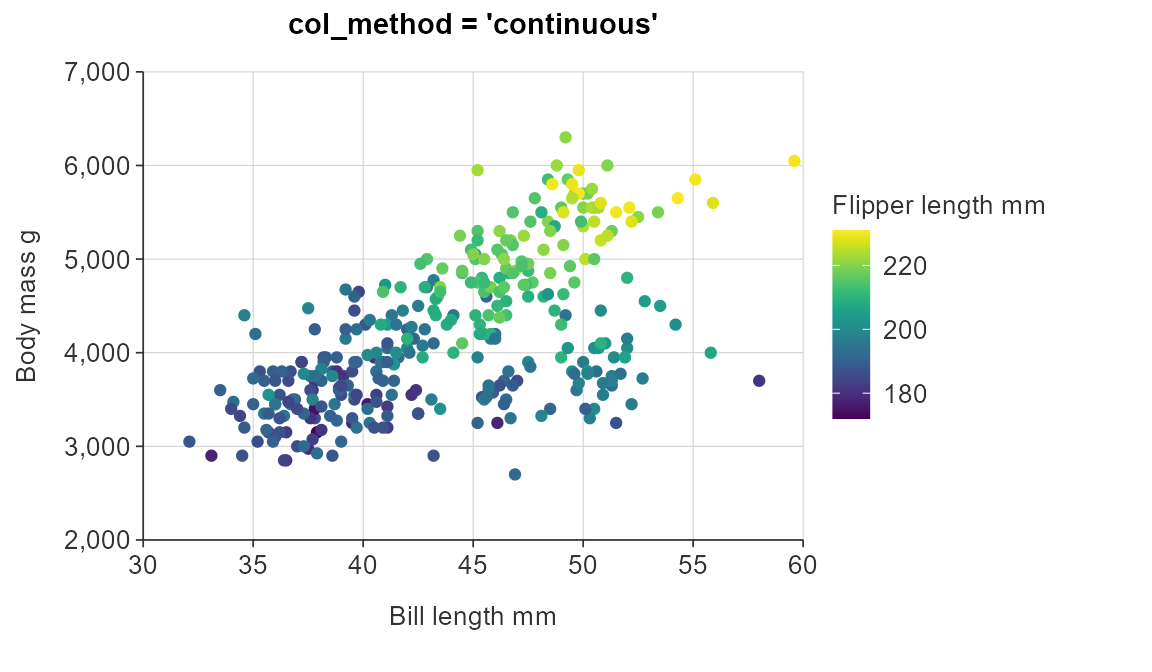 col_method = 'continuous'
7,000
6,000
5,000
4,000
3,000
2,000
Body mass g
30 35 40 45 50 55 60
Bill length mm
Flipper length mm
220
200
180